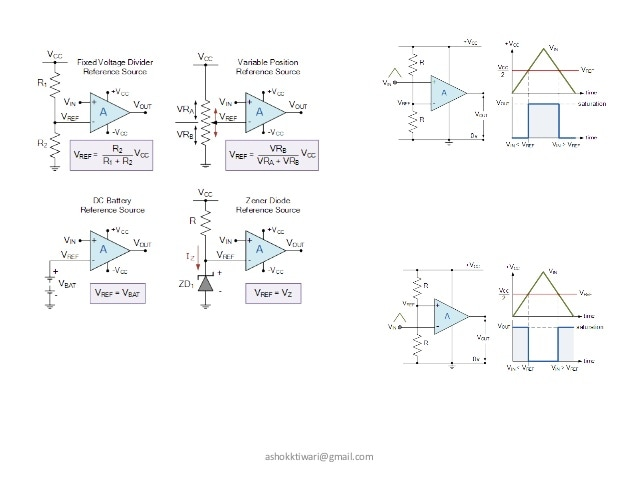 Vcc
Fixed Voltage Divider
Reference Source
R1
VIN
+
+Vcc
A
VOUT
VREF
-
-Vcc
R2
VREF = R2 / R1 + R2 Vcc
Vcc
Variable Position
Reference Source
VRA
VIN
+
+Vcc
A
VOUT
VREF
-
-Vcc
VRB
VREF = VRB / VRA + VRB Vcc
DC Battery
Reference Source
VIN
+
+Vcc
A
VOUT
VREF
-
-Vcc
+
VBAT
-
VREF = VBAT
Vcc
Zener Diode
Reference Source
R
VIN
+
+Vcc
A
VOUT
IZ
VREF
-
-Vcc
ZD1
+
-
VREF = VZ
+Vcc
R
VIN
+
A
VREF
-
VOUT
R
0v
+Vcc
VIN
Vcc / 2
VREF
time
VOUT
saturation
time
VIN < VREF
VIN > VREF
+Vcc
R
VREF
+
A
VIN
-
VOUT
R
0v
+Vcc
VIN
Vcc / 2
VREF
time
VOUT
saturation
time
VIN < VREF
VIN > VREF
ashokktiwari@gmail.com